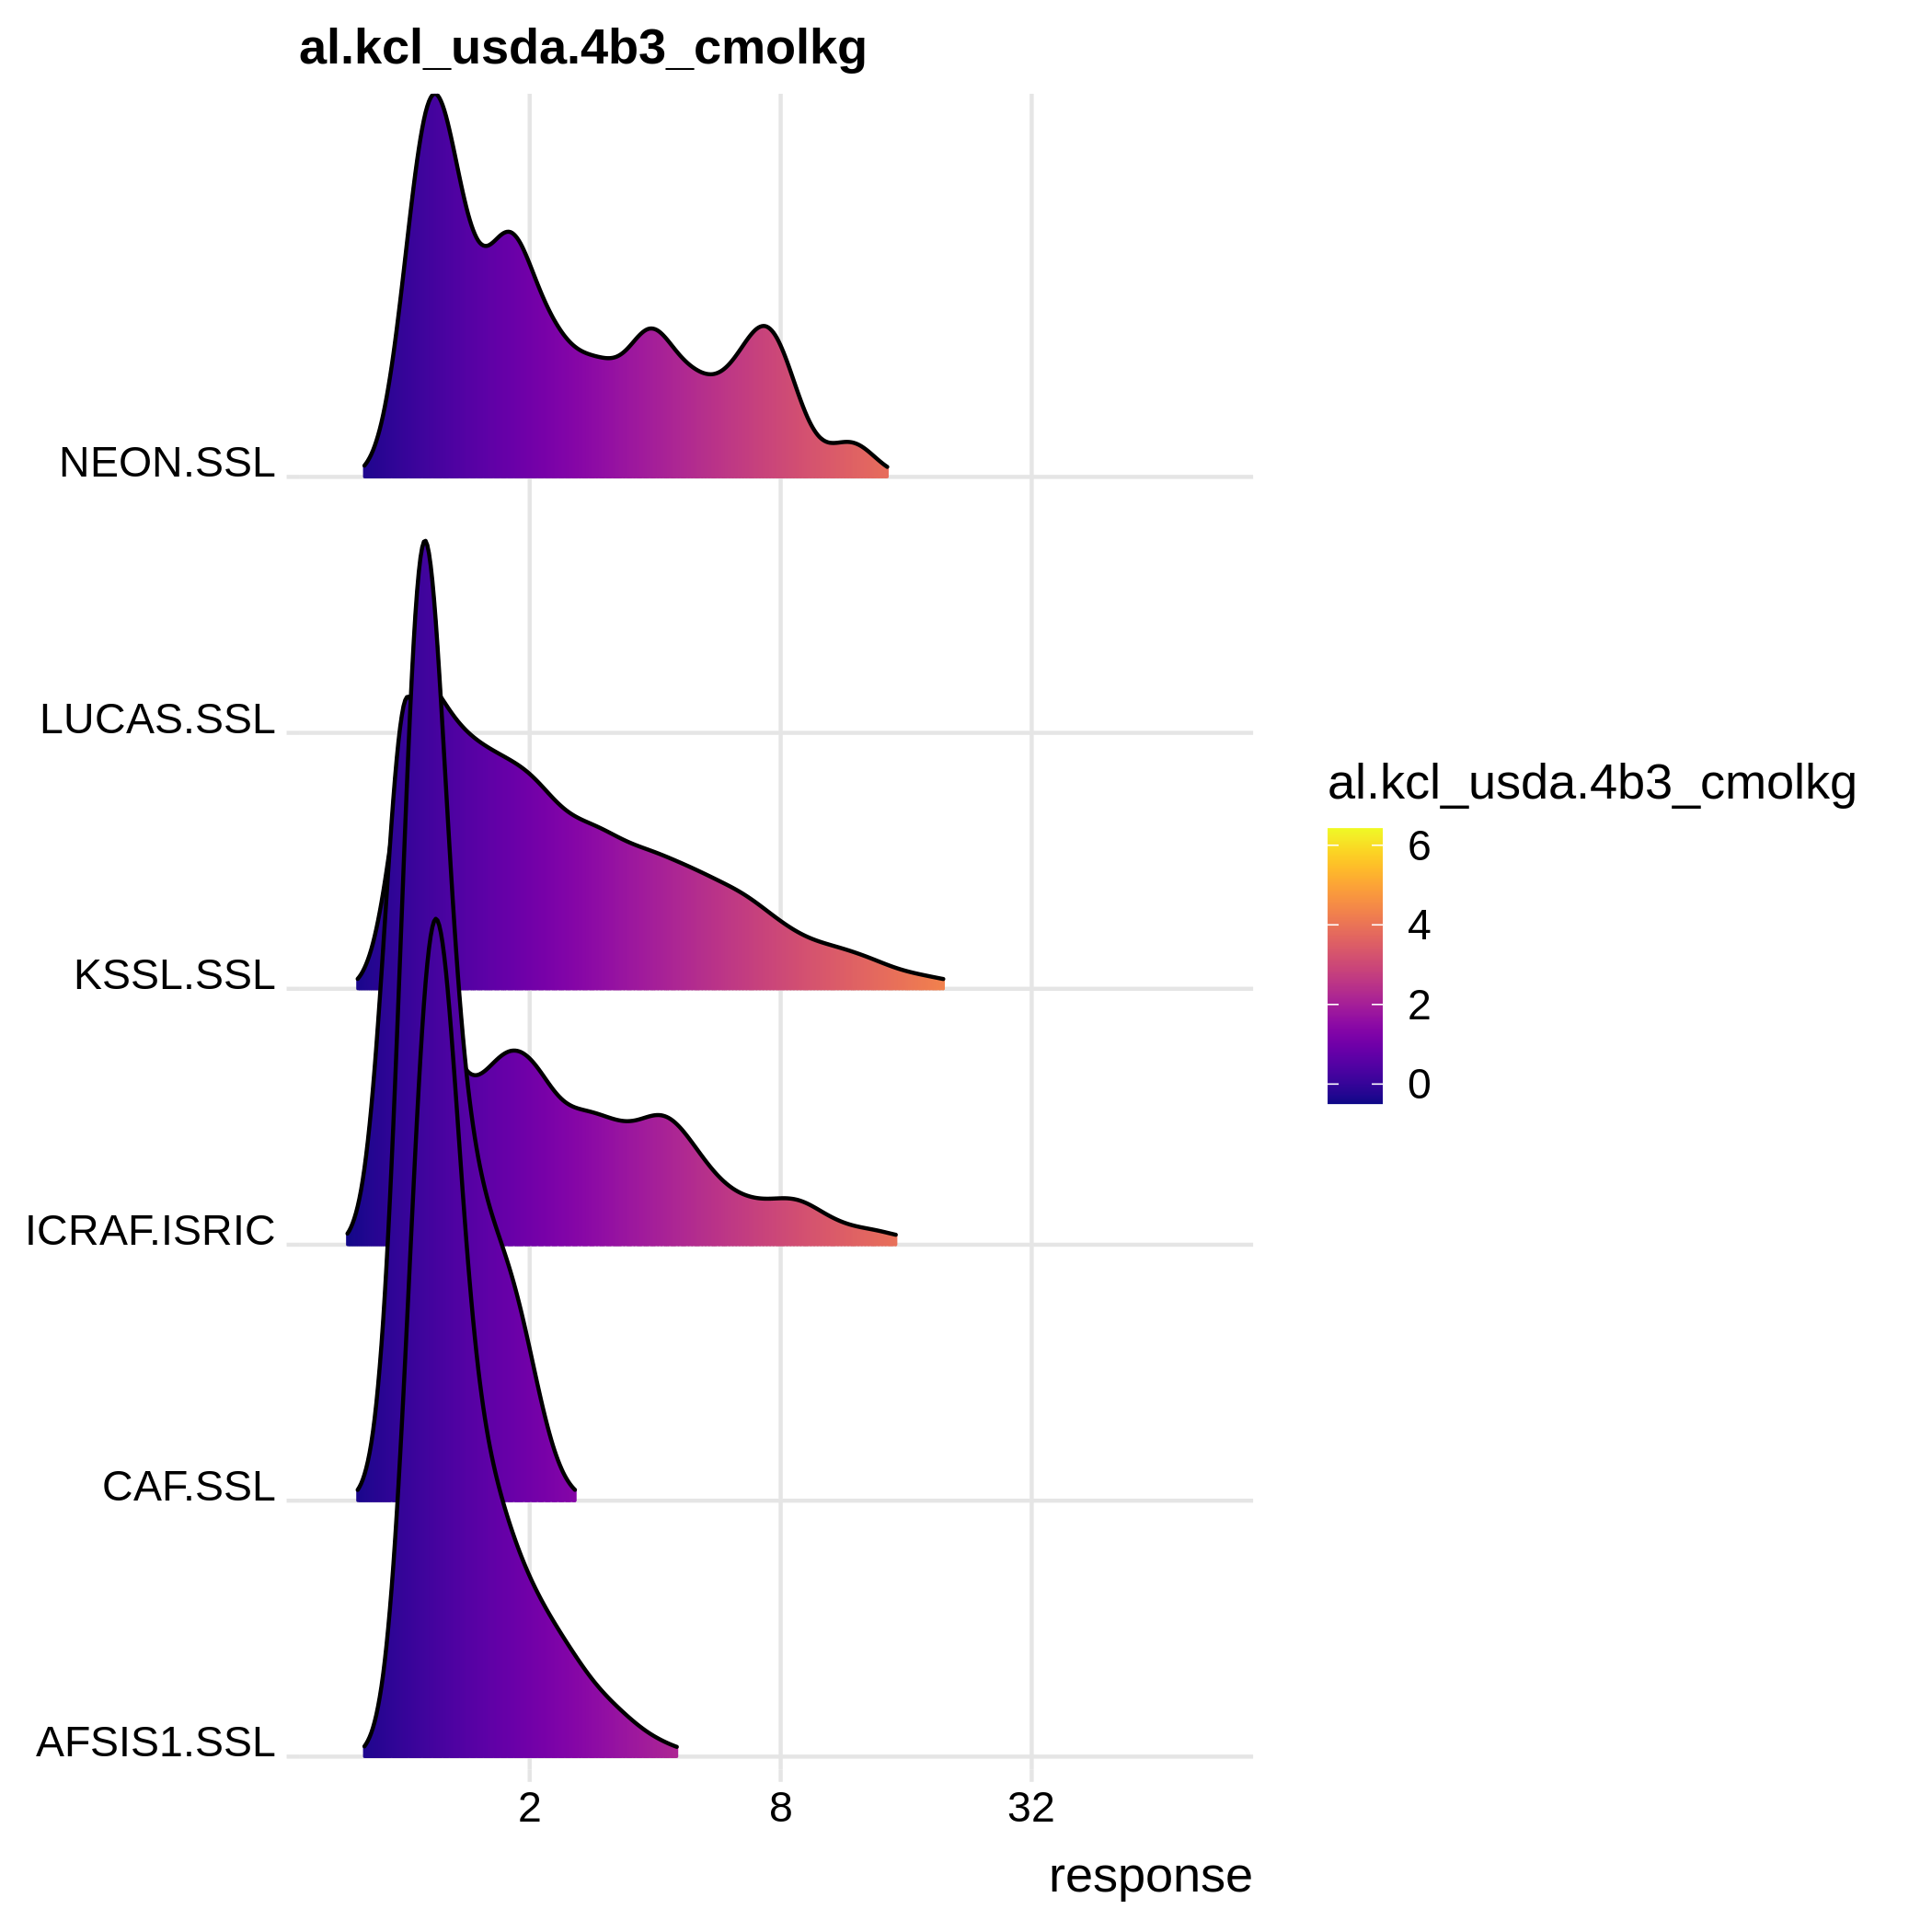 al.kcl_usda.4b3_cmolkg
NEON.SSL
LUCAS.SSL
KSSL.SSL
ICRAF.ISRIC
CAF.SSL
AFSIS1.SSL
2 8 32
response
al.kcl_usda.4b3_cmolkg
6
4
2
0